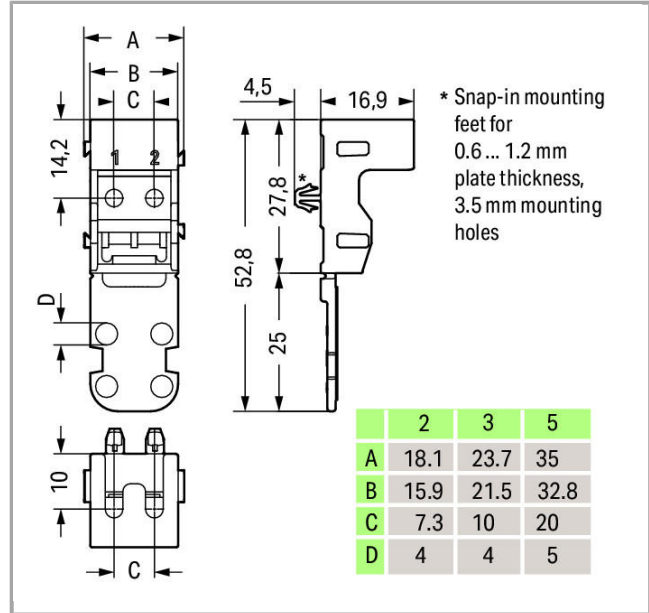 A
B
C
4,5
16,9
* Snap-in mounting
feet for
0.6 ... 1.2 mm
plate thickness,
3.5 mm mounting
holes
14,2
1 2
*
27,8
52,8
D
25
10
C
2 3 5
A 18.1 23.7 35
B 15.9 21.5 32.8
C 7.3 10 20
D 4 4 5